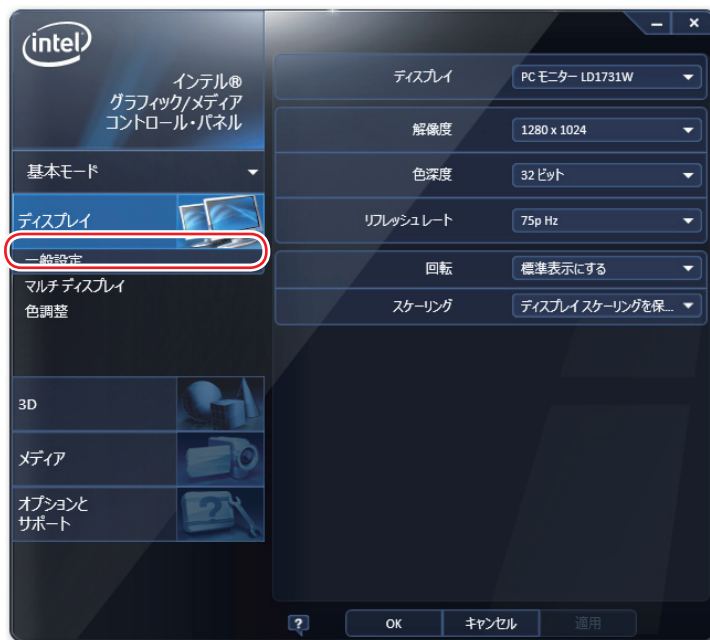 intel
インテル®
グラフィック/メディア
コントロール・パネル
基本モード
ディスプレイ
一般設定
マルチ ディスプレイ
色調整
3D
メディア
オプションと
サポート
ディスプレイ PC モニター LD1731W
解像度 1280 x 1024
色深度 32 ビット
リフレッシュ レート 75p Hz
回転 標準表示にする
スケーリング ディスプレイ スケーリングを保...
? OK キャンセル 適用